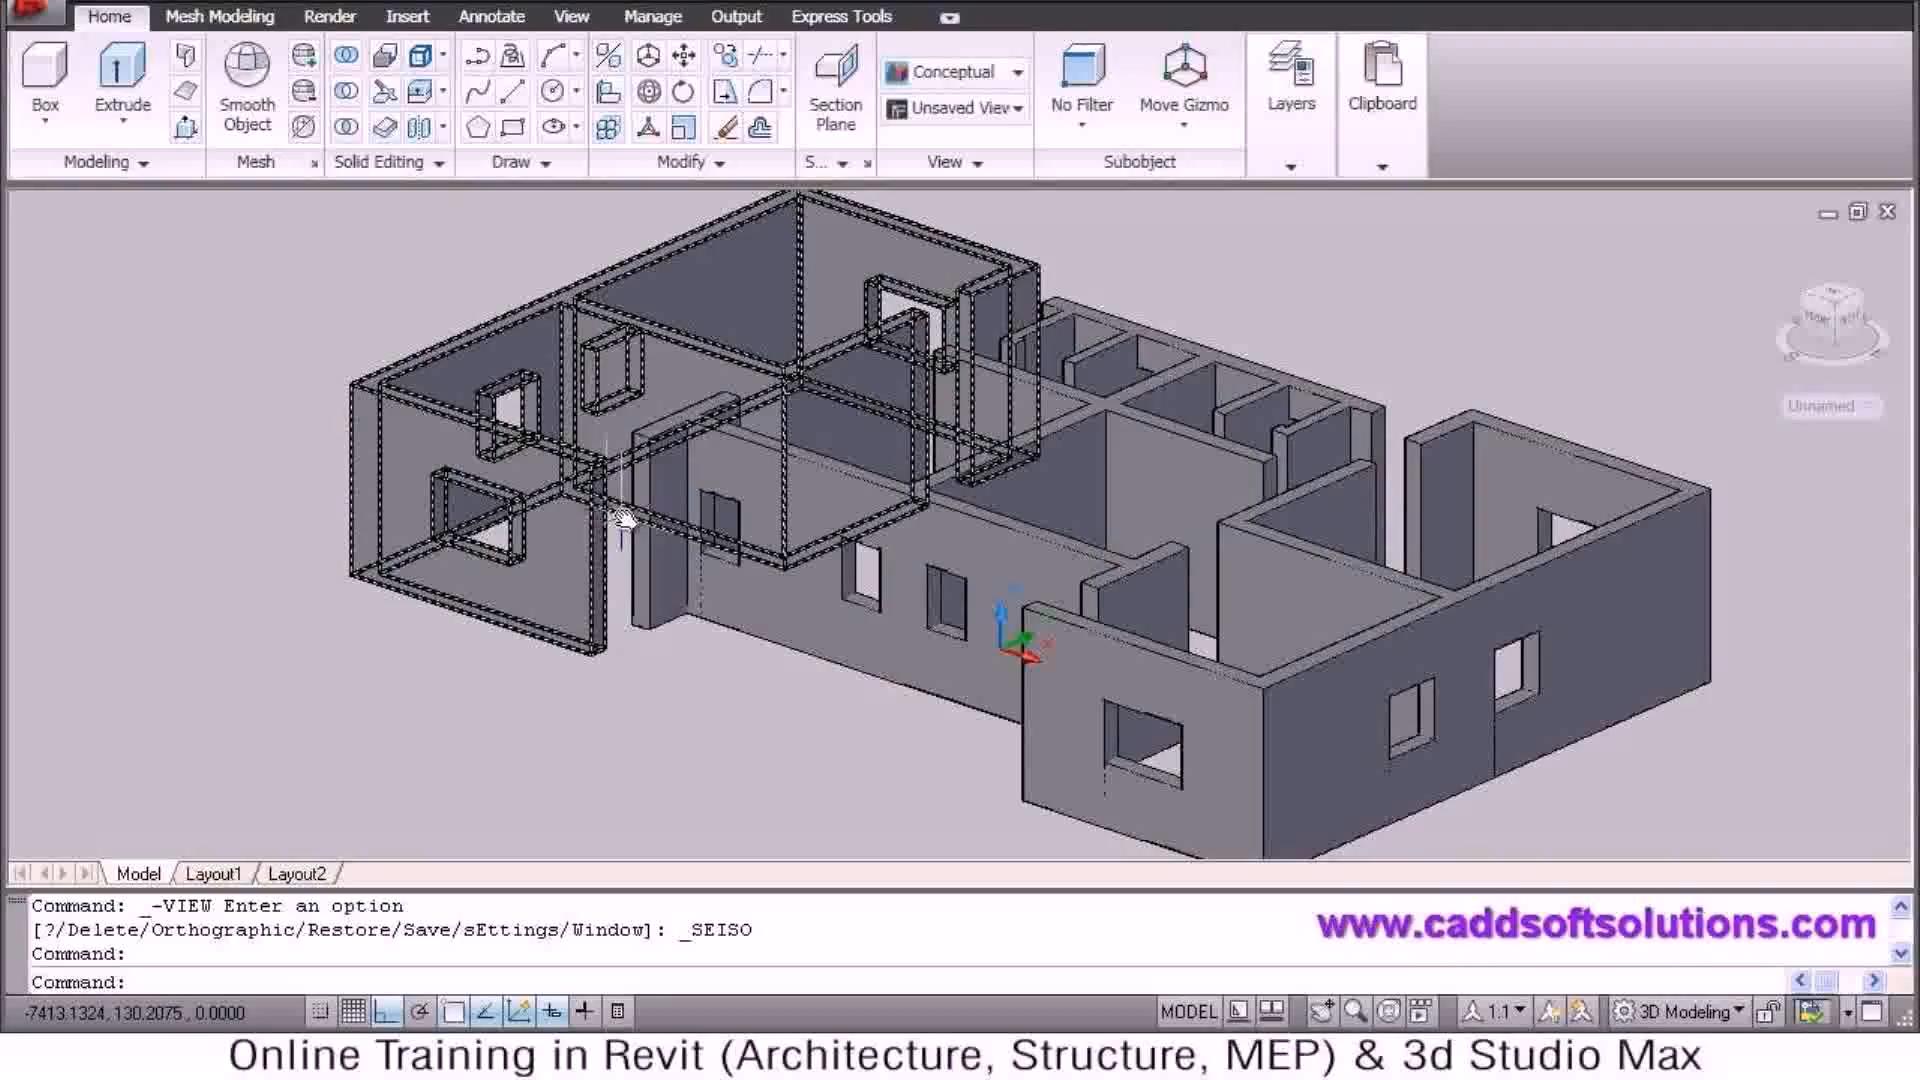 Home Mesh Modeling Render Insert Annotate View Manage Output Express Tools
Box
Extrude
Smooth Object
Section Plane
Conceptual
Unsaved View
No Filter
Move Gizmo
Layers
Clipboard
Modeling Mesh Solid Editing Draw Modify S... View Subobject
Unnamed
Model Layout1 Layout2
Command: _-VIEW Enter an option
[?/Delete/Orthographic/Restore/Save/sEttings/Window]: _SEISO
Command:
Command:
www.caddsoftsolutions.com
-7413.1324, 130.2075 , 0.0000
MODEL
1:1
3D Modeling
Online Training in Revit (Architecture, Structure, MEP) & 3d Studio Max